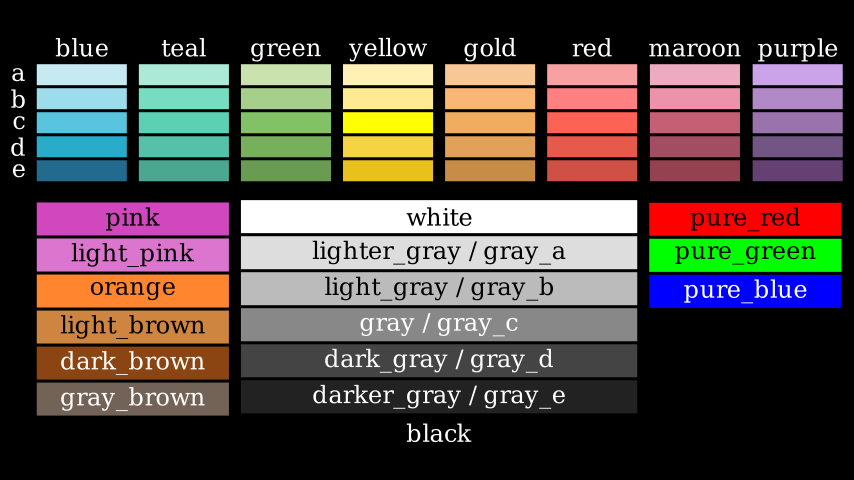 blue teal green yellow gold red maroon purple
a
b
c
d
e
pink white pure_red
light_pink lighter_gray / gray_a pure_green
orange light_gray / gray_b pure_blue
light_brown gray / gray_c
dark_brown dark_gray / gray_d
gray_brown darker_gray / gray_e
black